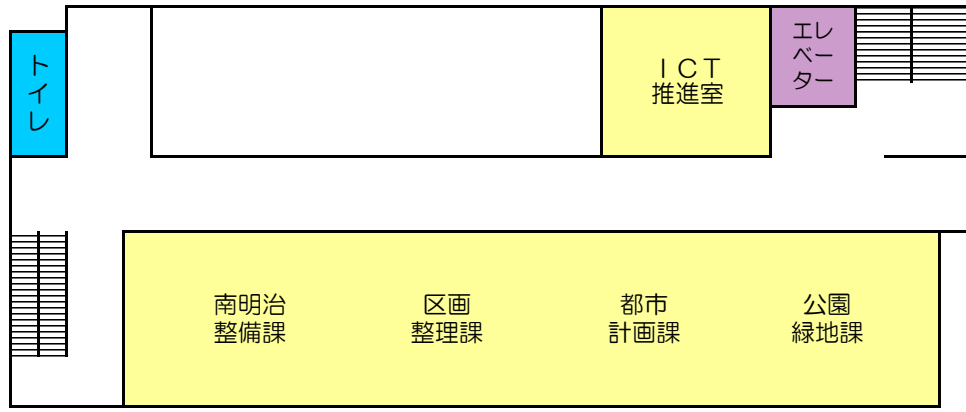 トイレ
ＩＣＴ
推進室
エレ
ベー
ター
南明治
整備課
区画
整理課
都市
計画課
公園
緑地課